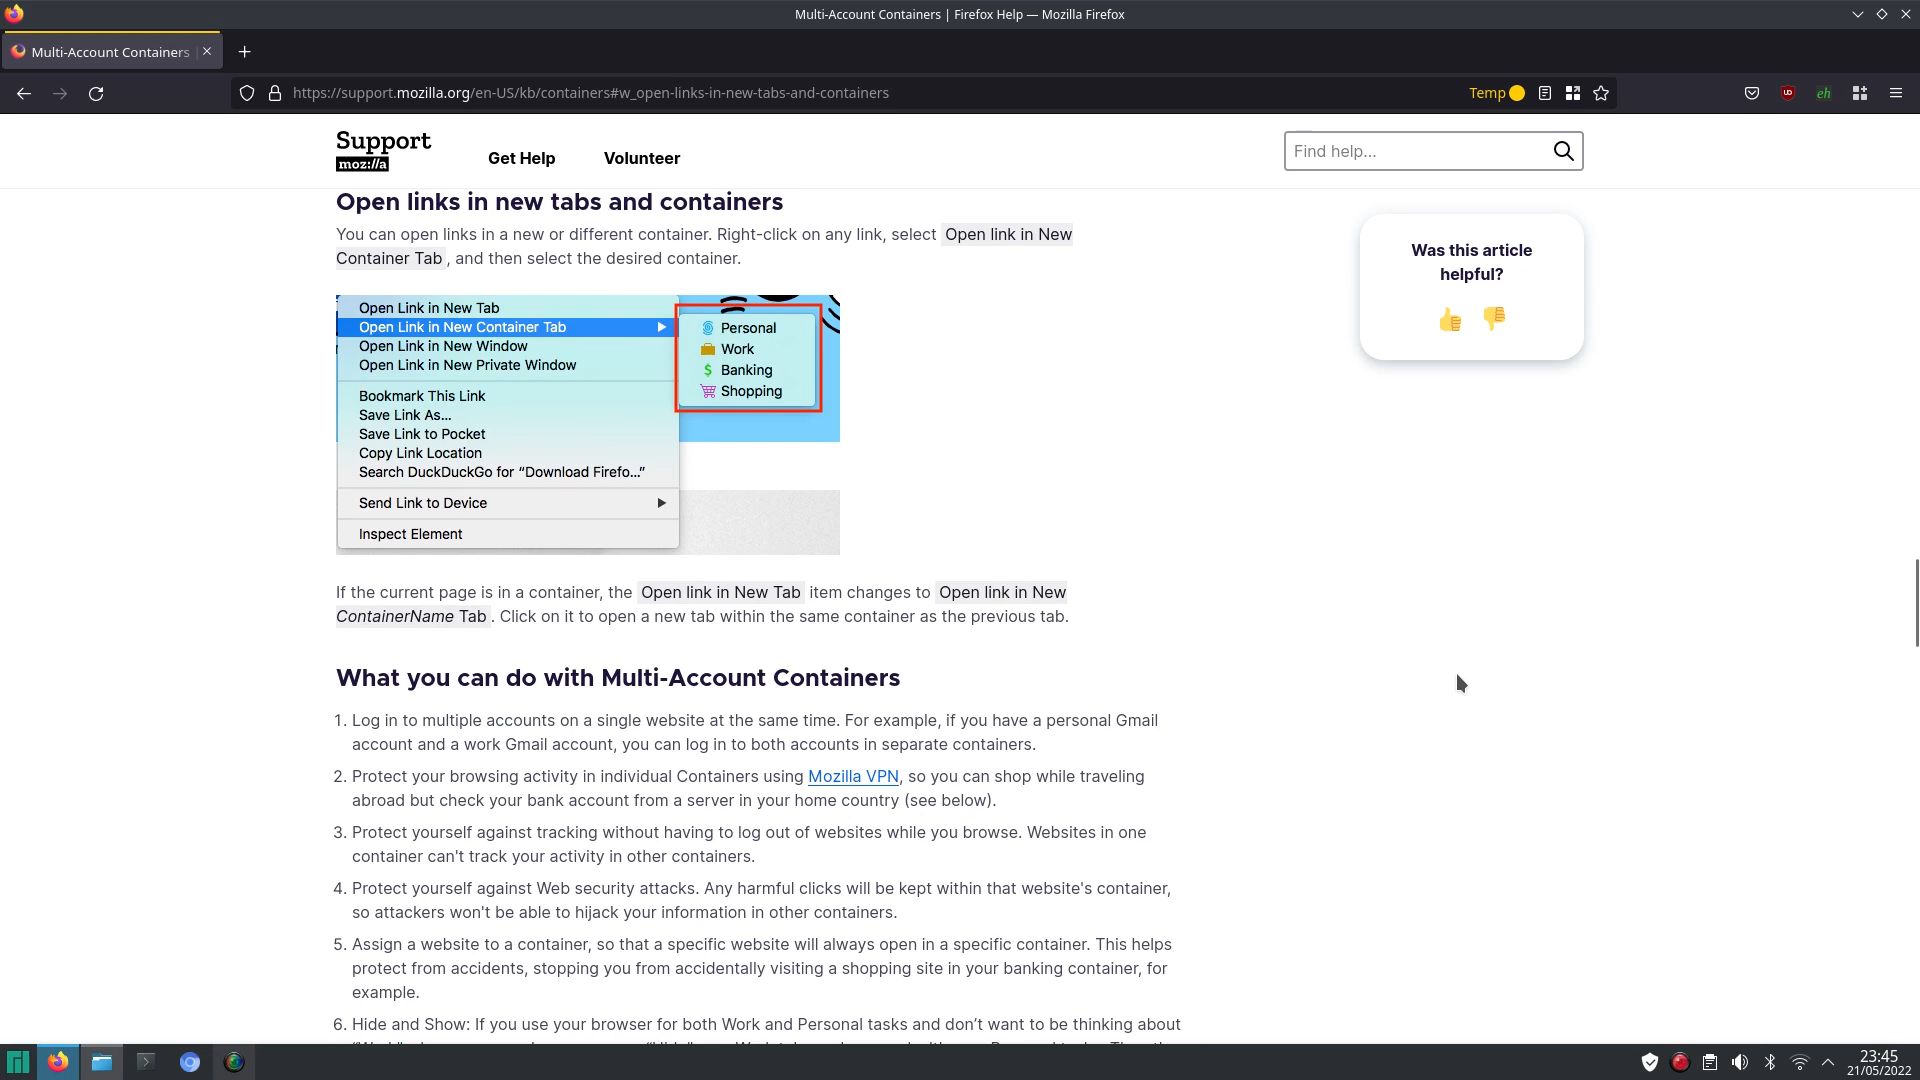 Multi-Account Containers | Firefox Help — Mozilla Firefox
Multi-Account Containers
https://support.mozilla.org/en-US/kb/containers#w_open-links-in-new-tabs-and-containers
Temp
eh
Support
moz://a
Get Help
Volunteer
Find help...
Open links in new tabs and containers
You can open links in a new or different container. Right-click on any link, select Open link in New
Container Tab , and then select the desired container.
Was this article
helpful?
Open Link in New Tab
Open Link in New Container Tab
Open Link in New Window
Open Link in New Private Window
Bookmark This Link
Save Link As...
Save Link to Pocket
Copy Link Location
Search DuckDuckGo for “Download Firefo...”
Send Link to Device
Inspect Element
Personal
Work
Banking
Shopping
If the current page is in a container, the Open link in New Tab item changes to Open link in New
ContainerName Tab . Click on it to open a new tab within the same container as the previous tab.
What you can do with Multi-Account Containers
1. Log in to multiple accounts on a single website at the same time. For example, if you have a personal Gmail
account and a work Gmail account, you can log in to both accounts in separate containers.
2. Protect your browsing activity in individual Containers using Mozilla VPN, so you can shop while traveling
abroad but check your bank account from a server in your home country (see below).
3. Protect yourself against tracking without having to log out of websites while you browse. Websites in one
container can't track your activity in other containers.
4. Protect yourself against Web security attacks. Any harmful clicks will be kept within that website's container,
so attackers won't be able to hijack your information in other containers.
5. Assign a website to a container, so that a specific website will always open in a specific container. This helps
protect from accidents, stopping you from accidentally visiting a shopping site in your banking container, for
example.
6. Hide and Show: If you use your browser for both Work and Personal tasks and don’t want to be thinking about
23:45
21/05/2022